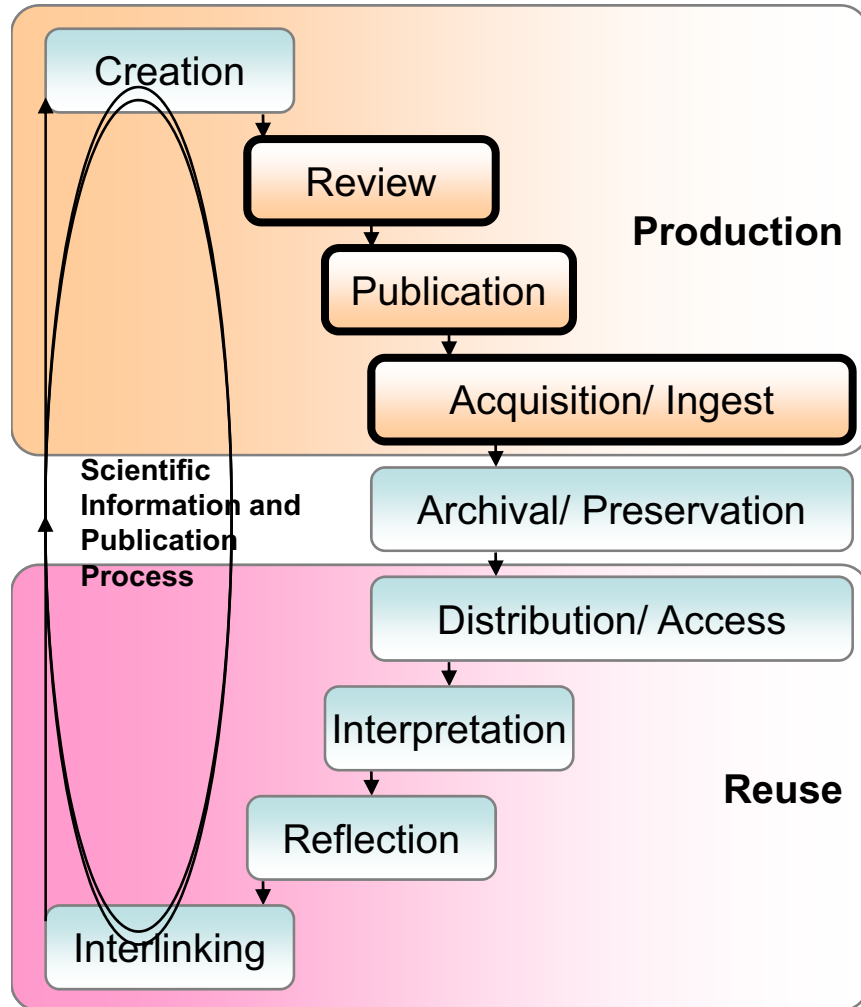 Creation
Review
Production
Publication
Acquisition/ Ingest
Scientific
Information and
Publication
Process
Archival/ Preservation
Distribution/ Access
Interpretation
Reuse
Reflection
Interlinking